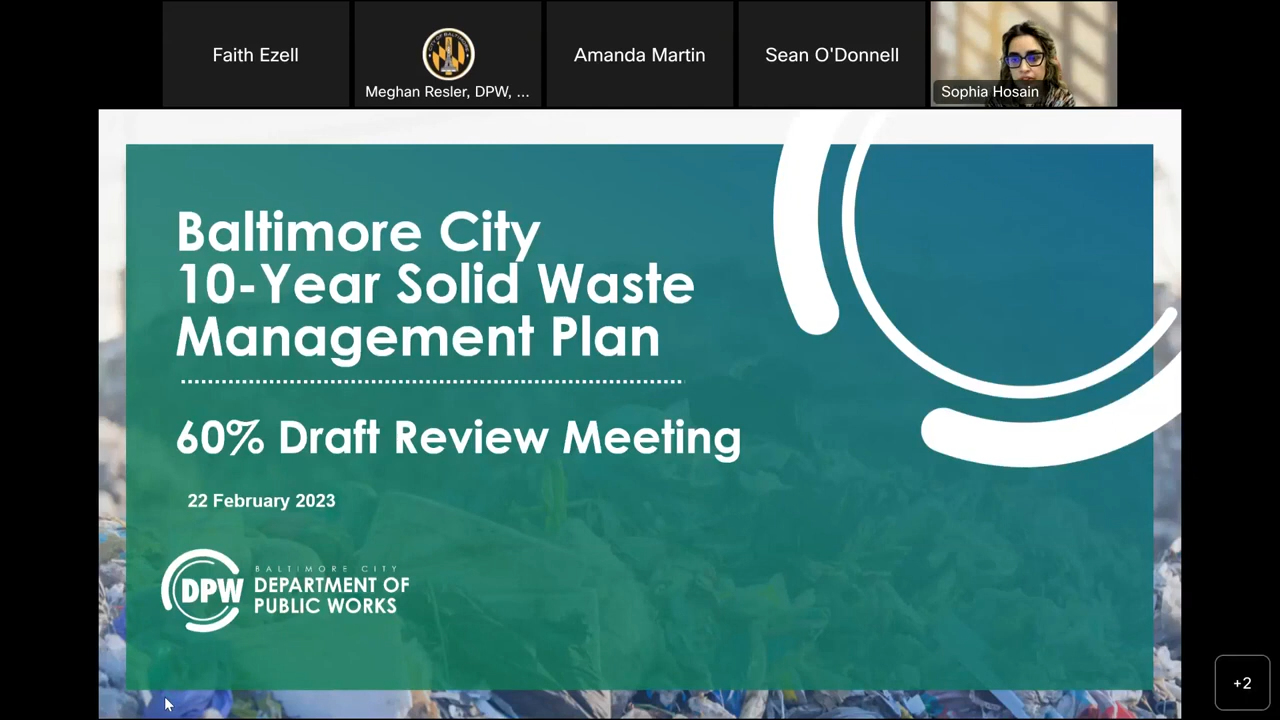 Faith Ezell
Meghan Resler, DPW, ...
Amanda Martin
Sean O'Donnell
Sophia Hosain
Baltimore City
10-Year Solid Waste
Management Plan
60% Draft Review Meeting
22 February 2023
DPW
BALTIMORE CITY
DEPARTMENT OF
PUBLIC WORKS
+2